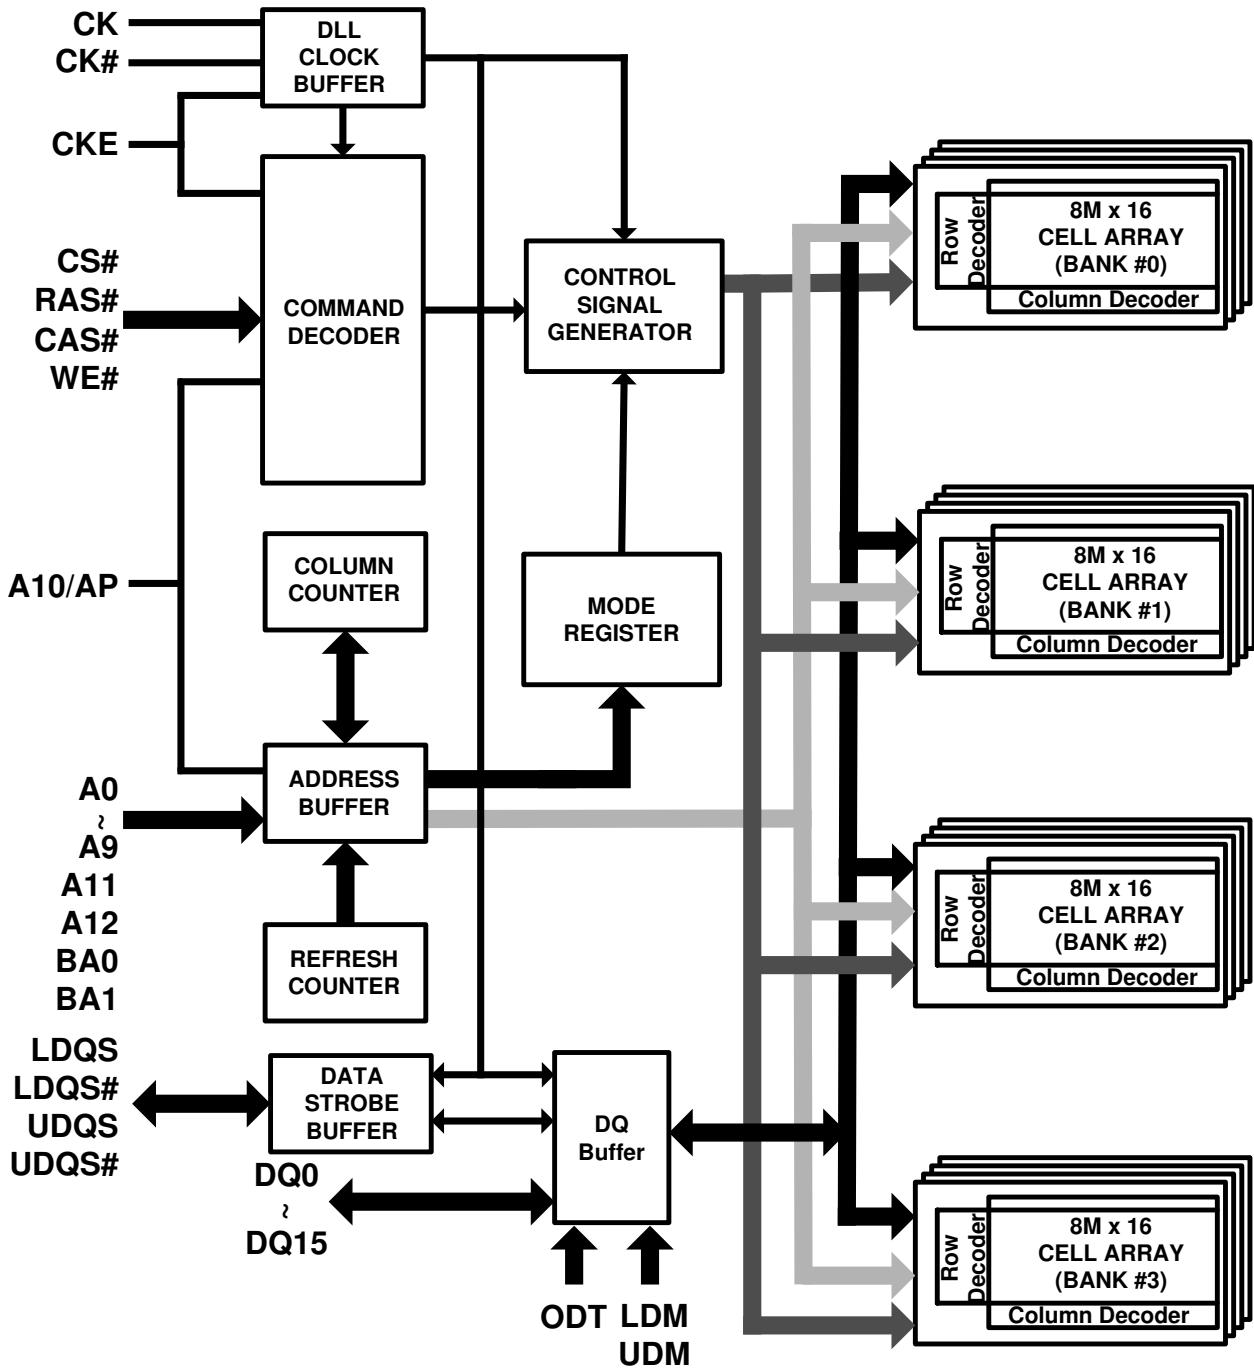 CK
CK#
CKE
DLL
CLOCK
BUFFER
CS#
RAS#
CAS#
WE#
COMMAND
DECODER
CONTROL
SIGNAL
GENERATOR
A10/AP
COLUMN
COUNTER
MODE
REGISTER
A0
~
A9
A11
A12
BA0
BA1
ADDRESS
BUFFER
REFRESH
COUNTER
LDQS
LDQS#
UDQS
UDQS#
DATA
STROBE
BUFFER
DQ0
~
DQ15
DQ
Buffer
ODT
LDM
UDM
Row
Decoder
8M x 16
CELL ARRAY
(BANK #0)
Column Decoder
Row
Decoder
8M x 16
CELL ARRAY
(BANK #1)
Column Decoder
Row
Decoder
8M x 16
CELL ARRAY
(BANK #2)
Column Decoder
Row
Decoder
8M x 16
CELL ARRAY
(BANK #3)
Column Decoder